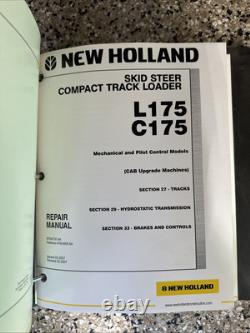 NEW HOLLAND
SKID STEER
COMPACT TRACK LOADER
L175
C175
Mechanical and Pilot Control Models
(CAB Upgrade Machines)
SECTION 27 - TRACKS
SECTION 29 - HYDROSTATIC TRANSMISSION
SECTION 33 - BRAKES AND CONTROLS
REPAIR
MANUAL
NEW HOLLAND